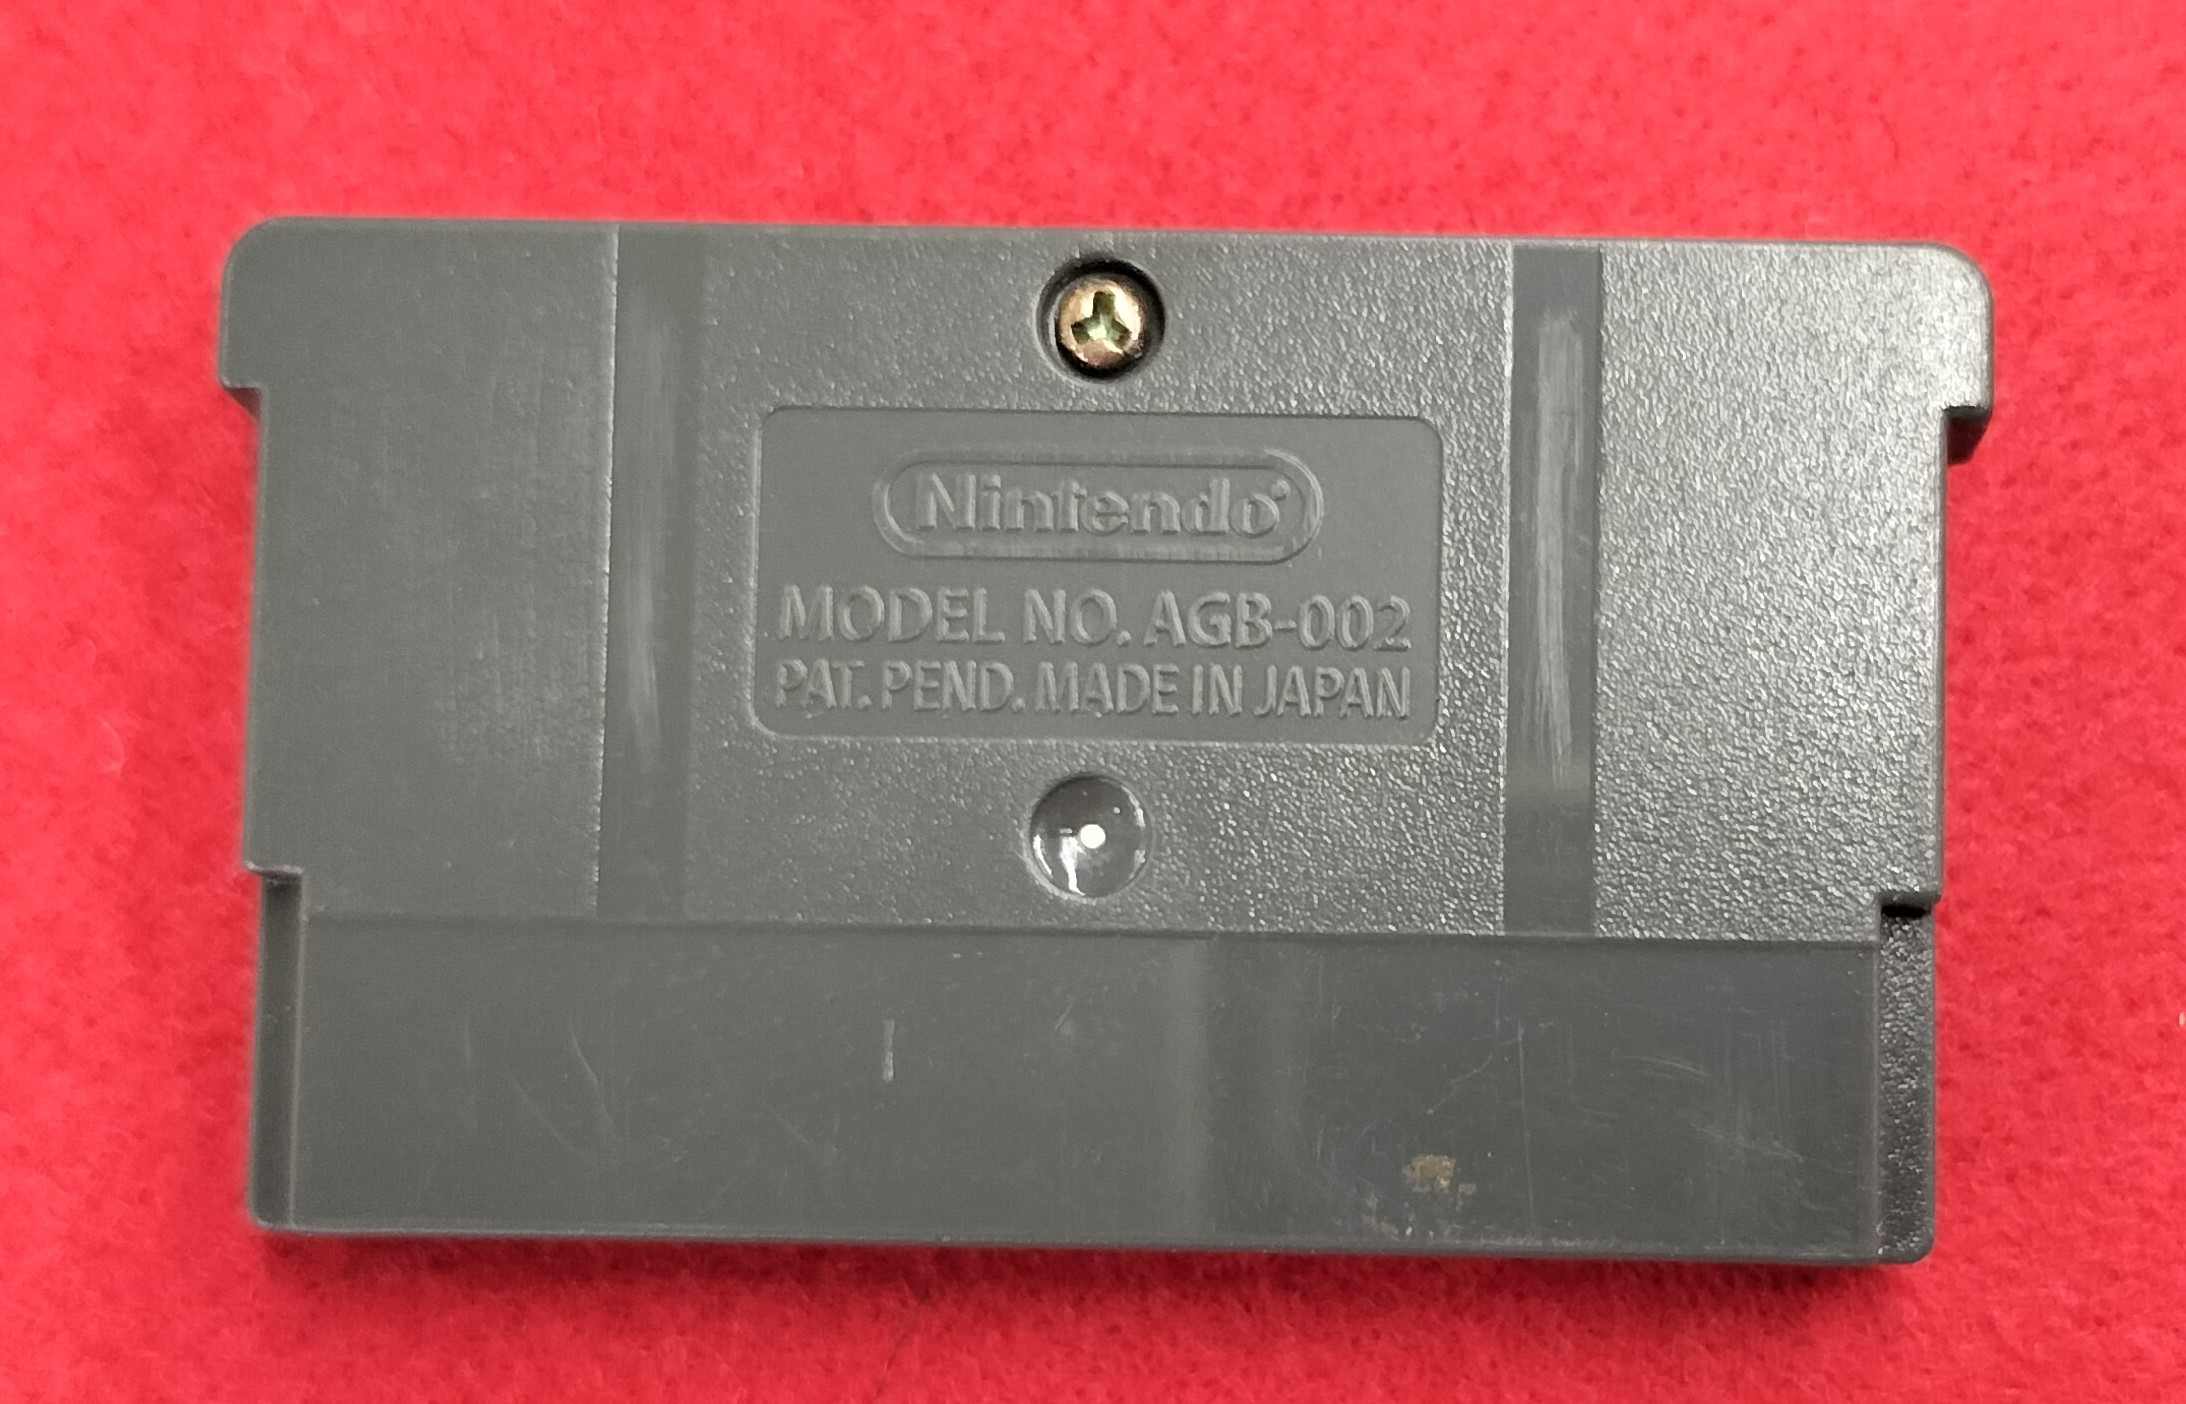 Nintendo
MODEL NO. AGB-002
PAT. PEND. MADE IN JAPAN